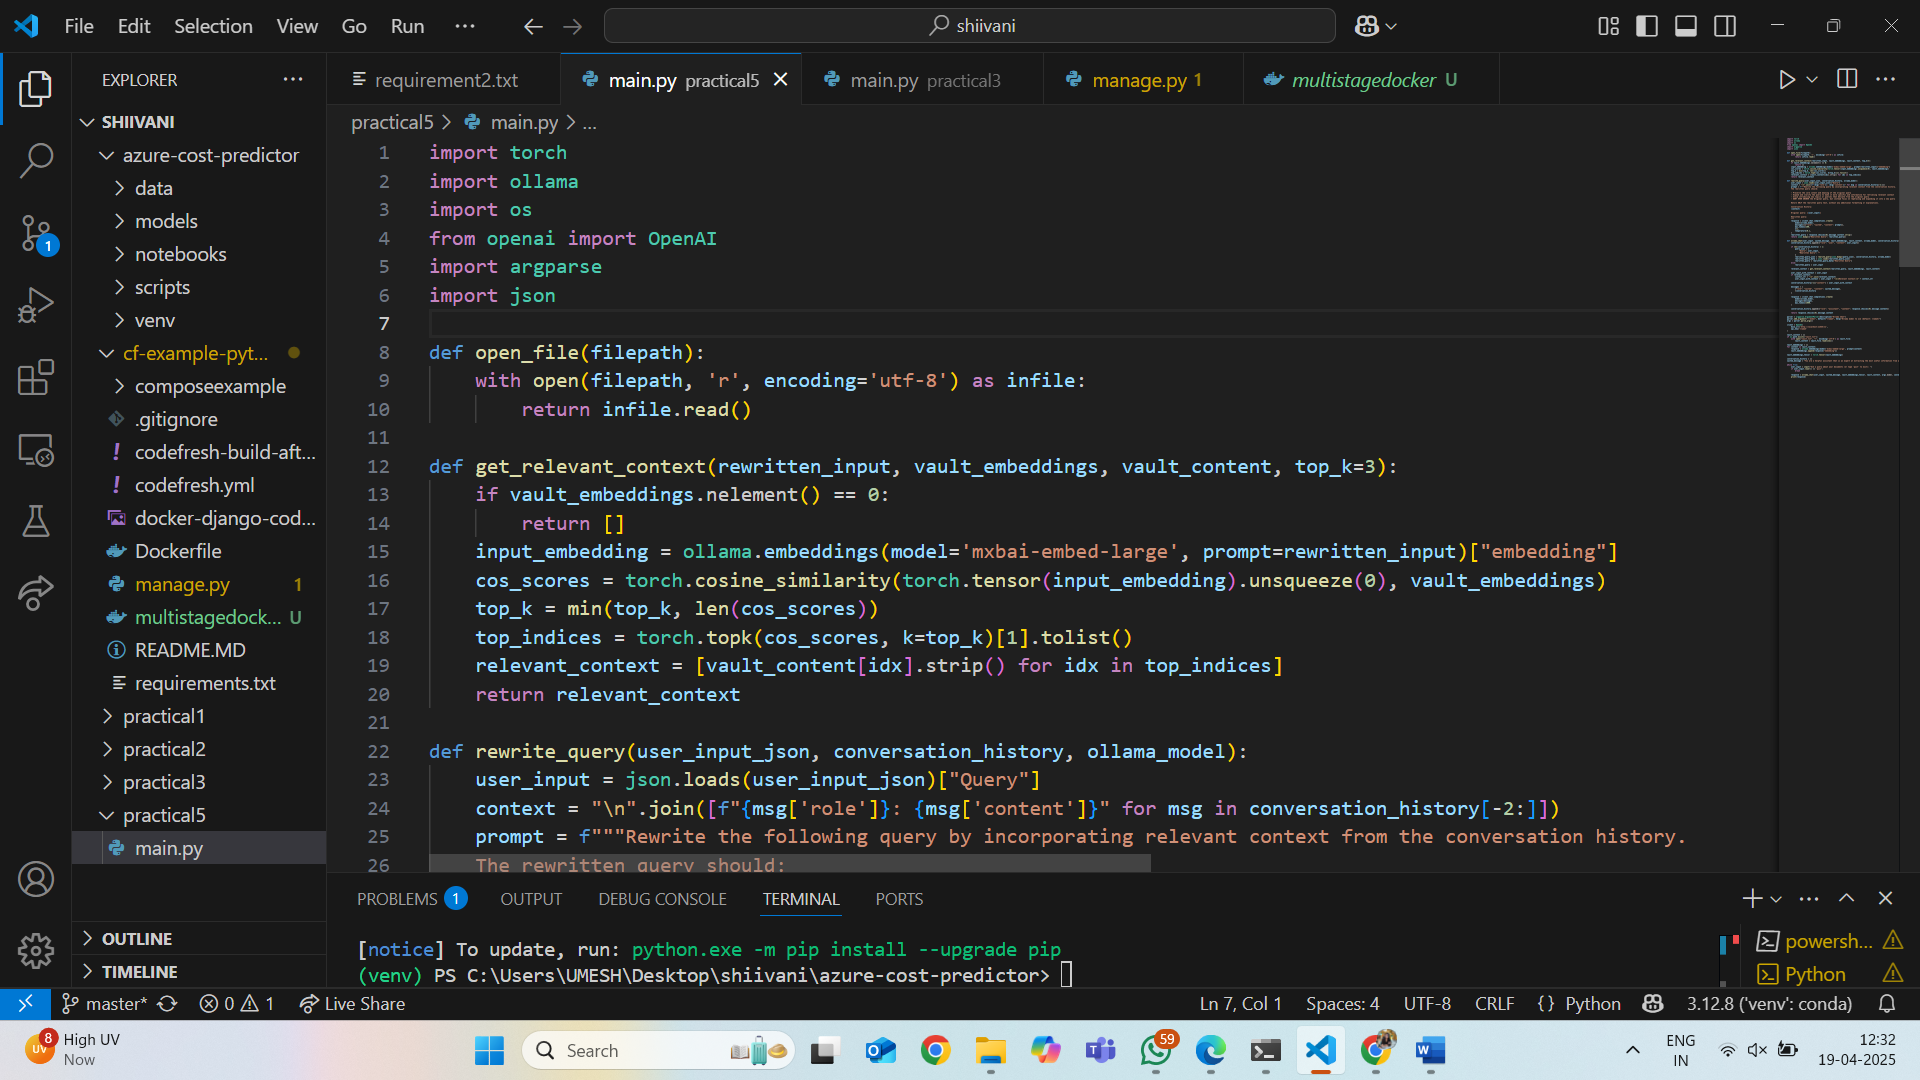 File Edit Selection View Go Run ···
shiivani
EXPLORER
SHIIVANI
azure-cost-predictor
data
models
notebooks
scripts
venv
cf-example-pyt...
composeexample
.gitignore
codefresh-build-aft...
codefresh.yml
docker-django-cod...
Dockerfile
manage.py 1
multistagedock... U
README.MD
requirements.txt
practical1
practical2
practical3
practical5
main.py
OUTLINE
TIMELINE
1
requirement2.txt main.py practical5 main.py practical3 manage.py 1 multistagedocker U
practical5 > main.py > ...
1 import torch
2 import ollama
3 import os
4 from openai import OpenAI
5 import argparse
6 import json
7
8 def open_file(filepath):
9 with open(filepath, 'r', encoding='utf-8') as infile:
10 return infile.read()
11
12 def get_relevant_context(rewritten_input, vault_embeddings, vault_content, top_k=3):
13 if vault_embeddings.nelement() == 0:
14 return []
15 input_embedding = ollama.embeddings(model='mxbai-embed-large', prompt=rewritten_input)["embedding"]
16 cos_scores = torch.cosine_similarity(torch.tensor(input_embedding).unsqueeze(0), vault_embeddings)
17 top_k = min(top_k, len(cos_scores))
18 top_indices = torch.topk(cos_scores, k=top_k)[1].tolist()
19 relevant_context = [vault_content[idx].strip() for idx in top_indices]
20 return relevant_context
21
22 def rewrite_query(user_input_json, conversation_history, ollama_model):
23 user_input = json.loads(user_input_json)["Query"]
24 context = "\n".join([f"{msg['role']}: {msg['content']}" for msg in conversation_history[-2:]])
25 prompt = f"""Rewrite the following query by incorporating relevant context from the conversation history.
26 The rewritten query should:
PROBLEMS 1 OUTPUT DEBUG CONSOLE TERMINAL PORTS
[notice] To update, run: python.exe -m pip install --upgrade pip
(venv) PS C:\Users\UMESH\Desktop\shiivani\azure-cost-predictor>
powersh...
Python
master* 0 1 Live Share
Ln 7, Col 1 Spaces: 4 UTF-8 CRLF {} Python 3.12.8 ('venv': conda)
8
UV
High UV
Now
Search
59
ENG
IN
12:32
19-04-2025